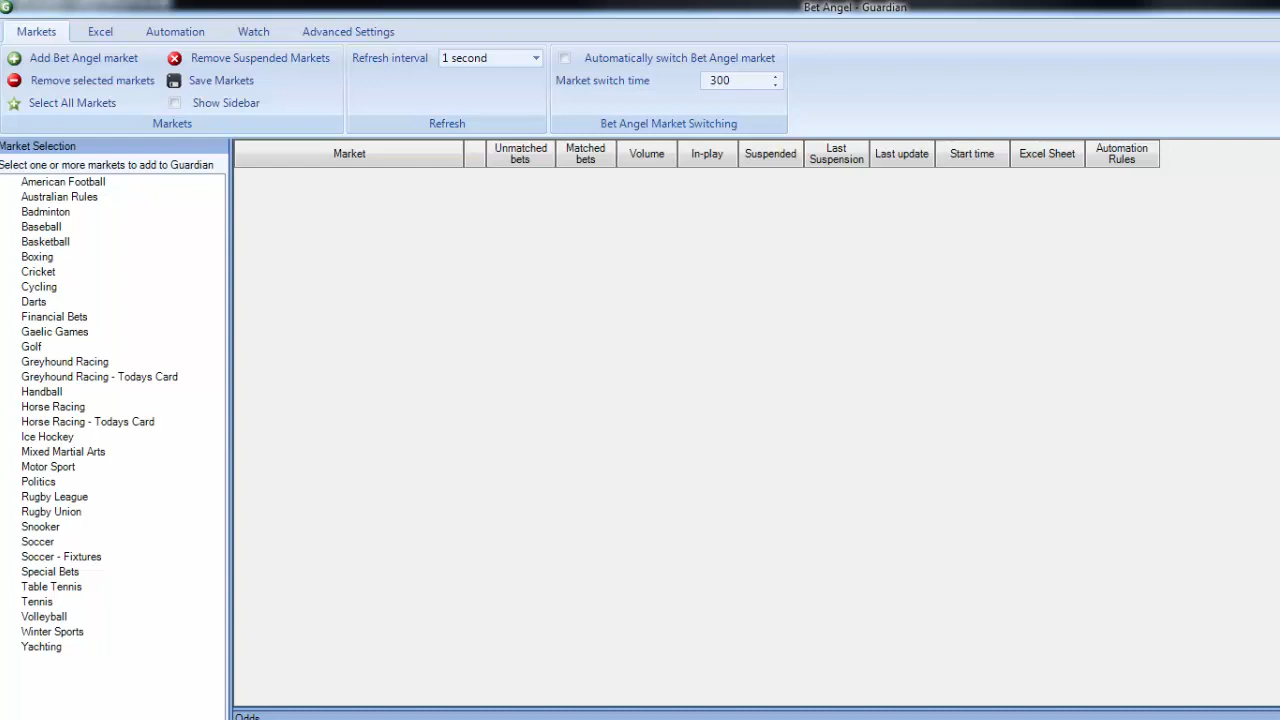 G
Bet Angel - Guardian
Markets Excel Automation Watch Advanced Settings
Add Bet Angel market Remove Suspended Markets Refresh interval 1 second Automatically switch Bet Angel market
Remove selected markets Save Markets Market switch time 300
Select All Markets Show Sidebar
Markets Refresh Bet Angel Market Switching
Market Selection
Select one or more markets to add to Guardian
Market Unmatched bets Matched bets Volume In-play Suspended Last Suspension Last update Start time Excel Sheet Automation Rules
American Football
Australian Rules
Badminton
Baseball
Basketball
Boxing
Cricket
Cycling
Darts
Financial Bets
Gaelic Games
Golf
Greyhound Racing
Greyhound Racing - Todays Card
Handball
Horse Racing
Horse Racing - Todays Card
Ice Hockey
Mixed Martial Arts
Motor Sport
Politics
Rugby League
Rugby Union
Snooker
Soccer
Soccer - Fixtures
Special Bets
Table Tennis
Tennis
Volleyball
Winter Sports
Yachting
Odds